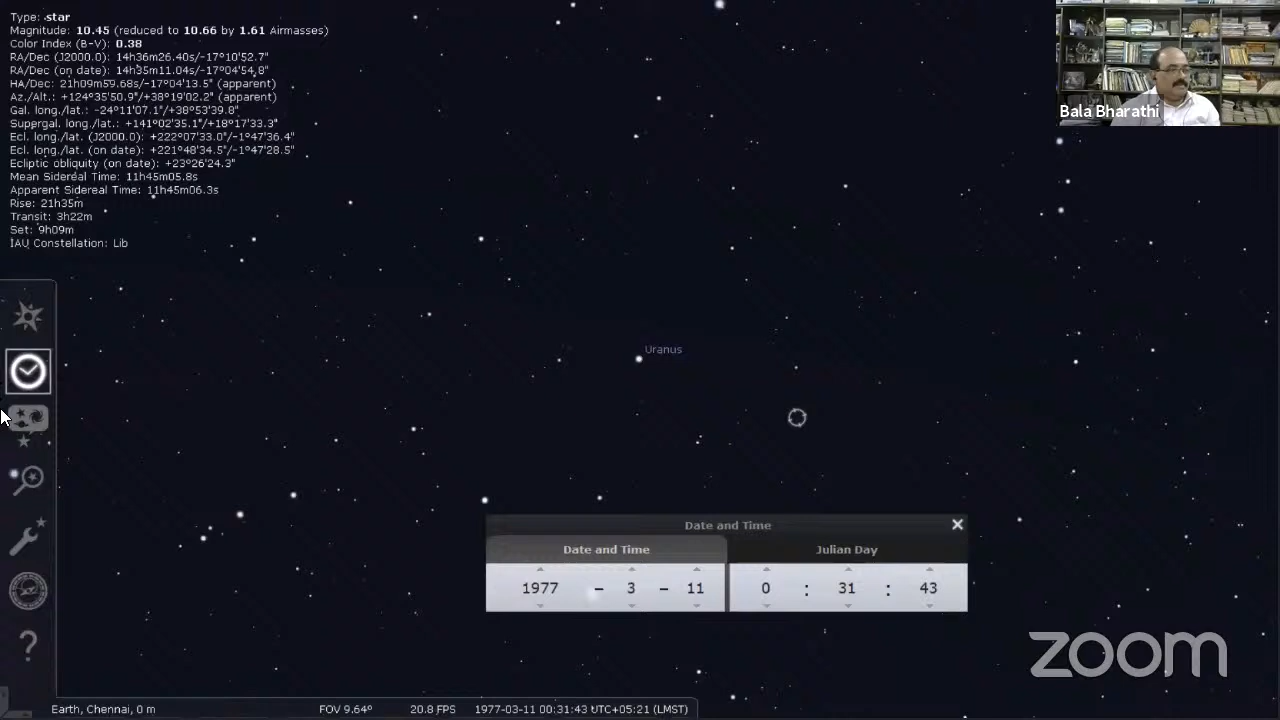 Type: star
Magnitude: 10.45 (reduced to 10.66 by 1.61 Airmasses)
Color Index (B-V): 0.38
RA/Dec (J2000.0): 14h36m26.40s/-17°10'52.7"
RA/Dec (on date): 14h35m11.04s/-17°04'54.8"
HA/Dec: 21h09m59.68s/-17°04'13.5" (apparent)
Az./Alt.: +124°35'50.9"/+38°19'02.2" (apparent)
Gal. long./lat.: -24°11'07.1"/+38°53'39.8"
Supergal. long./lat.: +141°02'35.1"/+18°17'33.3"
Ecl. long./lat. (J2000.0): +222°07'33.0"/-1°47'36.4"
Ecl. long./lat. (on date): +221°48'34.5"/-1°47'28.5"
Ecliptic obliquity (on date): +23°26'24.3"
Mean Sidereal Time: 11h45m05.8s
Apparent Sidereal Time: 11h45m06.3s
Rise: 21h35m
Transit: 3h22m
Set: 9h09m
IAU Constellation: Lib
Bala Bharathi
Uranus
Date and Time
Date and Time Julian Day
1977 - 3 - 11 0 : 31 : 43
zoom
Earth, Chennai, 0 m FOV 9.64° 20.8 FPS 1977-03-11 00:31:43 UTC+05:21 (LMST)